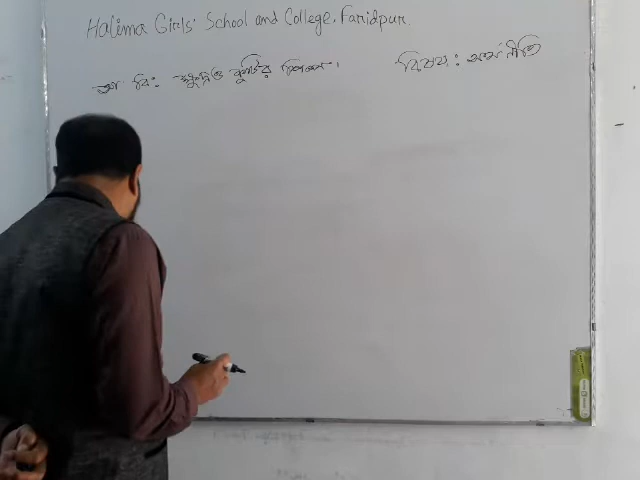 Halima Girls' School and College, Faridpur.
আঃ বিঃ ক্ষুদ্র ও কুটির শিল্প। বিষয়ঃ অর্থনীতি